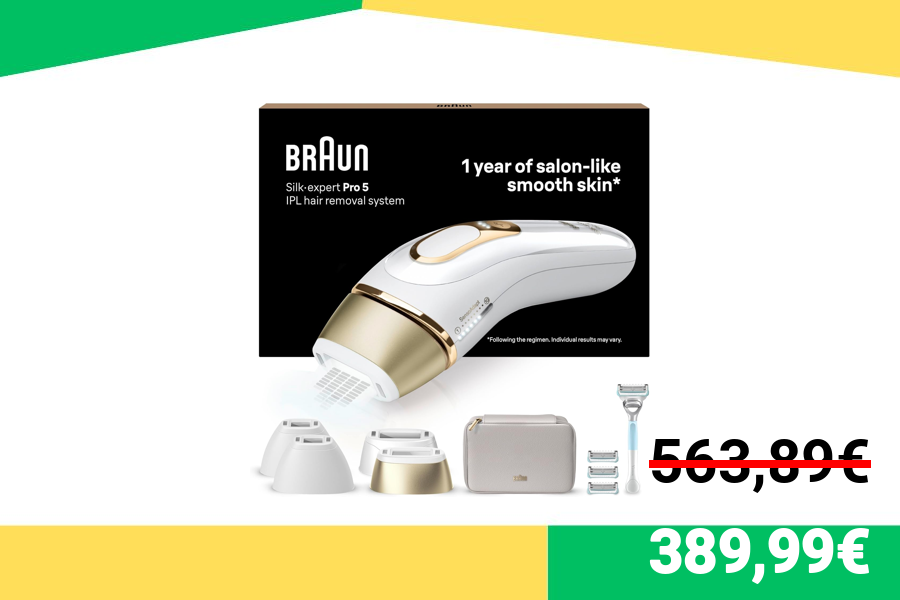 BRAUN
BRAUN
Silk·expert Pro 5
IPL hair removal system
1 year of salon-like
smooth skin*
*Following the regimen. Individual results may vary.
563,89€
389,99€